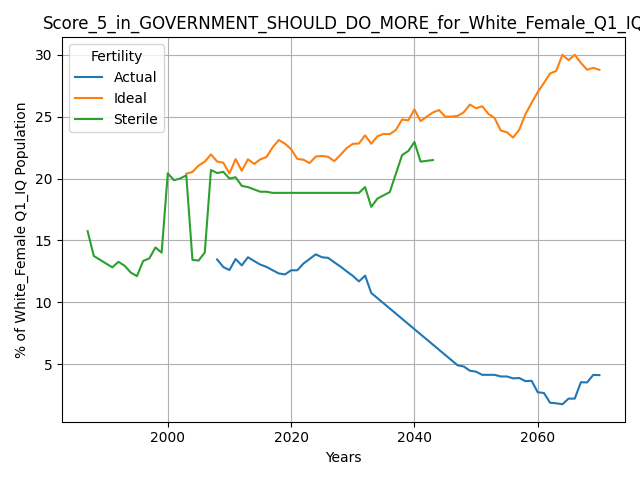 Score_5_in_GOVERNMENT_SHOULD_DO_MORE_for_White_Female_Q1_IQ
Fertility
Actual
Ideal
Sterile
30
25
20
15
10
5
% of White_Female Q1_IQ Population
2000
2020
2040
2060
Years